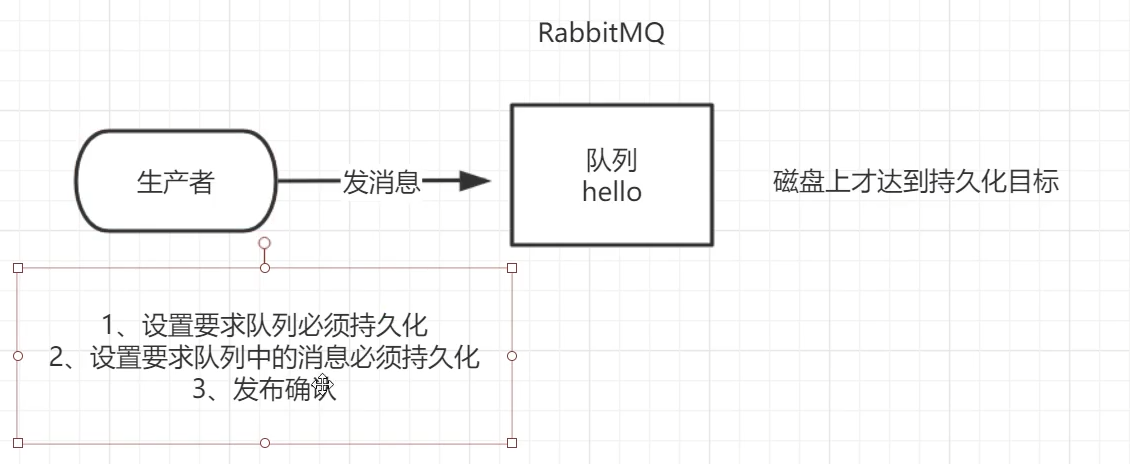 RabbitMQ
生产者
发消息
队列
hello
磁盘上才达到持久化目标
1、设置要求队列必须持久化
2、设置要求队列中的消息必须持久化
3、发布确认